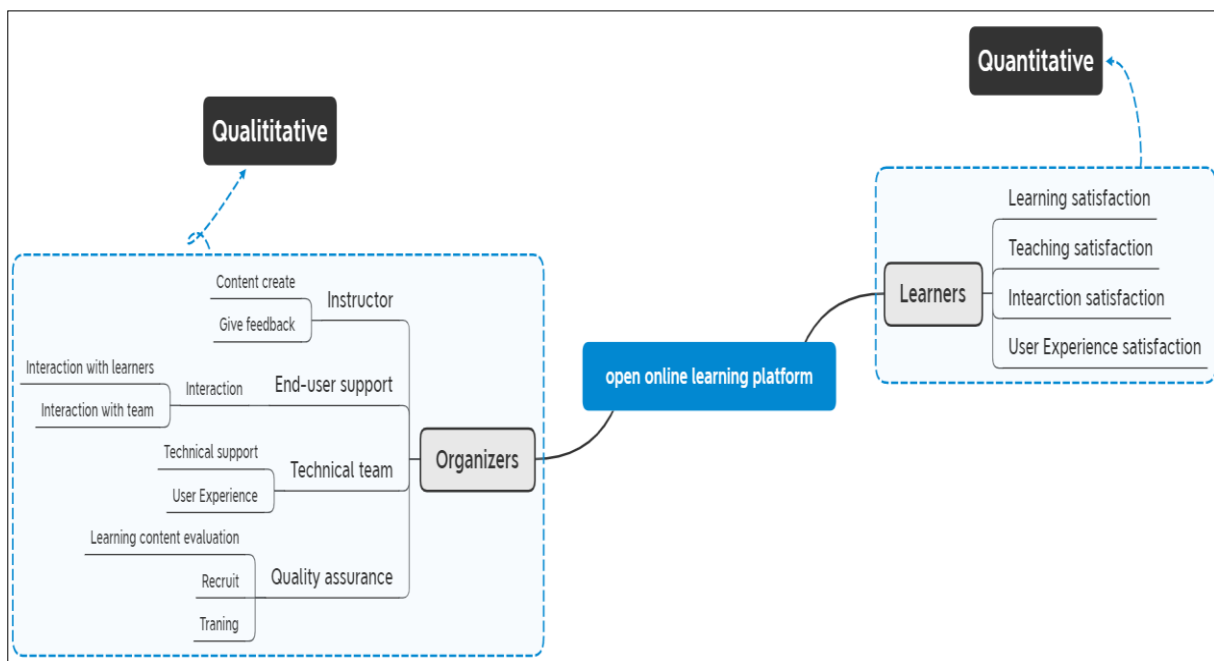 Quantitative
Qualititative
Learning satisfaction
Teaching satisfaction
Learners
Intearction satisfaction
User Experience satisfaction
Content create
Instructor
Give feedback
Interaction with learners
End-user support
Interaction
Interaction with team
open online learning platform
Technical support
Technical team
Organizers
User Experience
Learning content evaluation
Quality assurance
Recruit
Traning